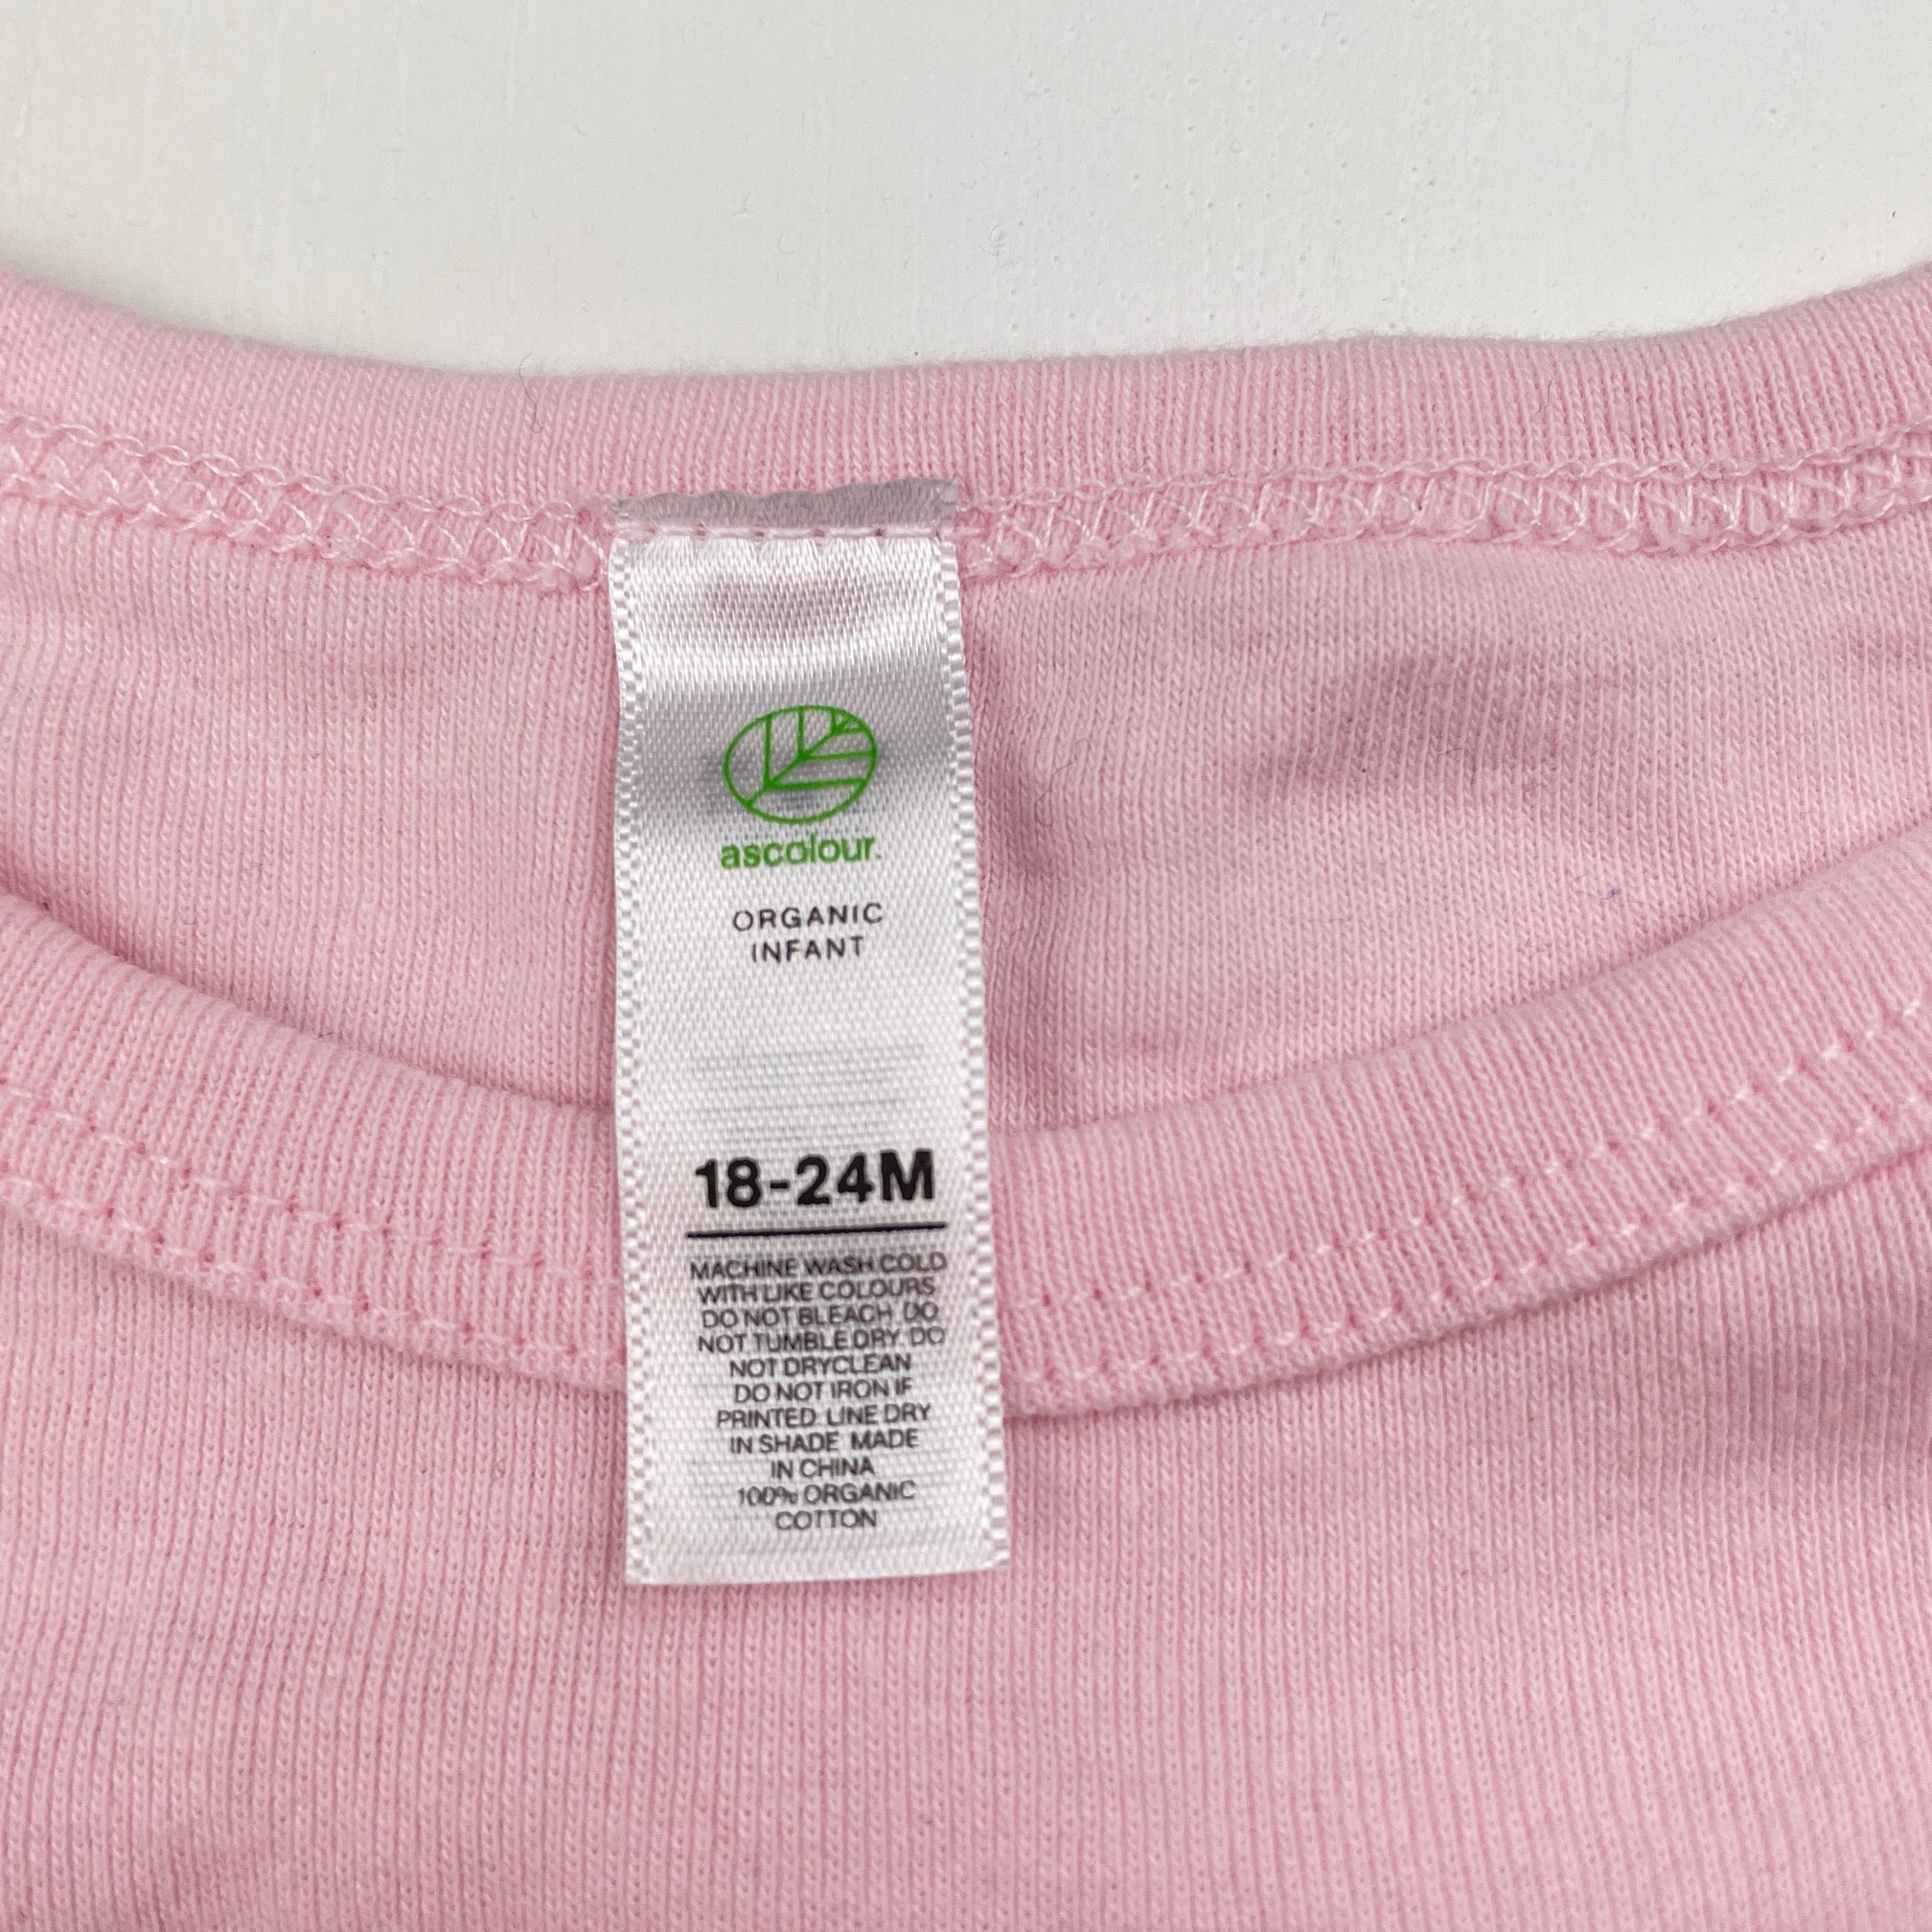 ascolour.
ORGANIC
INFANT
18-24M
MACHINE WASH COLD
WITH LIKE COLOURS
DO NOT BLEACH DO
NOT TUMBLE DRY DO
NOT DRYCLEAN
DO NOT IRON IF
PRINTED LINE DRY
IN SHADE MADE
IN CHINA
100% ORGANIC
COTTON